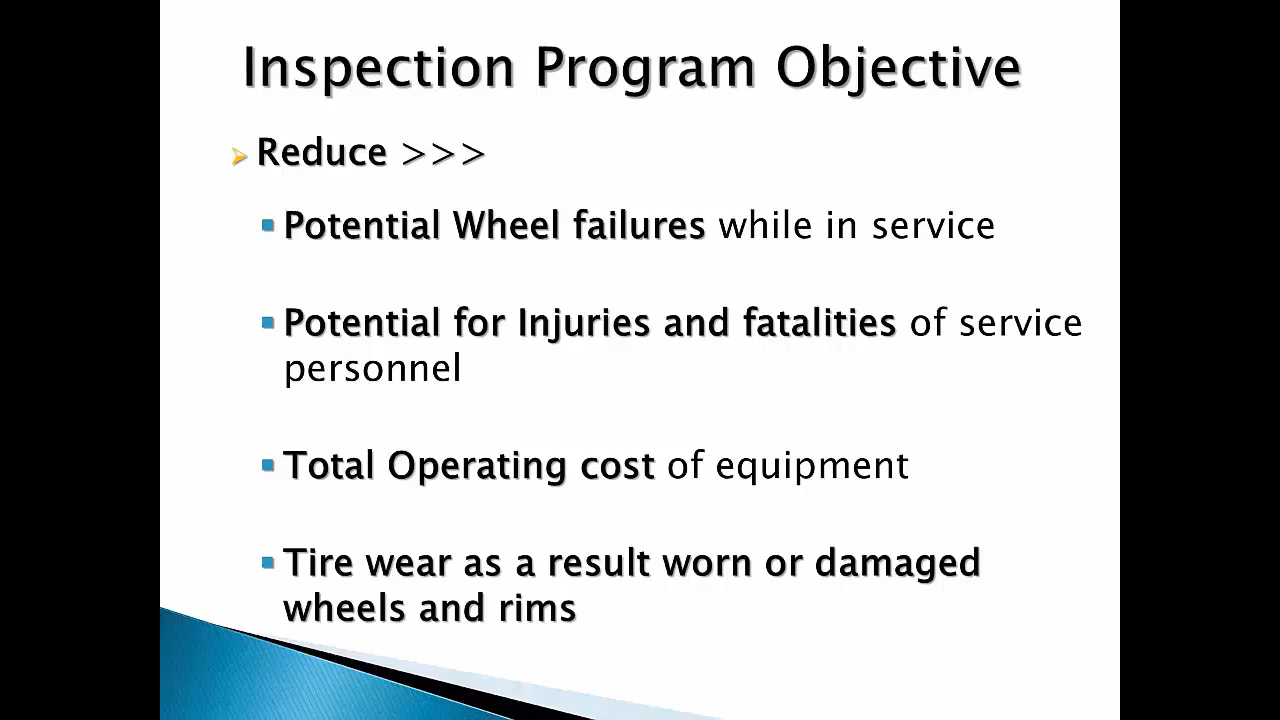 Inspection Program Objective
Reduce >>>
Potential Wheel failures while in service
Potential for Injuries and fatalities of service
personnel
Total Operating cost of equipment
Tire wear as a result worn or damaged
wheels and rims